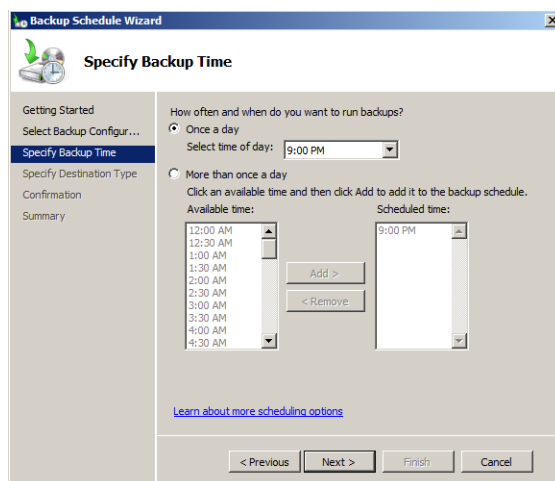 Backup Schedule Wizard
Specify Backup Time
Getting Started
Select Backup Configur...
Specify Backup Time
Specify Destination Type
Confirmation
Summary
How often and when do you want to run backups?
Once a day
Select time of day: 9:00 PM
More than once a day
Click an available time and then click Add to add it to the backup schedule.
Available time: Scheduled time:
12:00 AM 9:00 PM
12:30 AM
1:00 AM
1:30 AM
2:00 AM
2:30 AM
3:00 AM
3:30 AM
4:00 AM
4:30 AM
Add >
< Remove
Learn about more scheduling options
< Previous Next > Finish Cancel